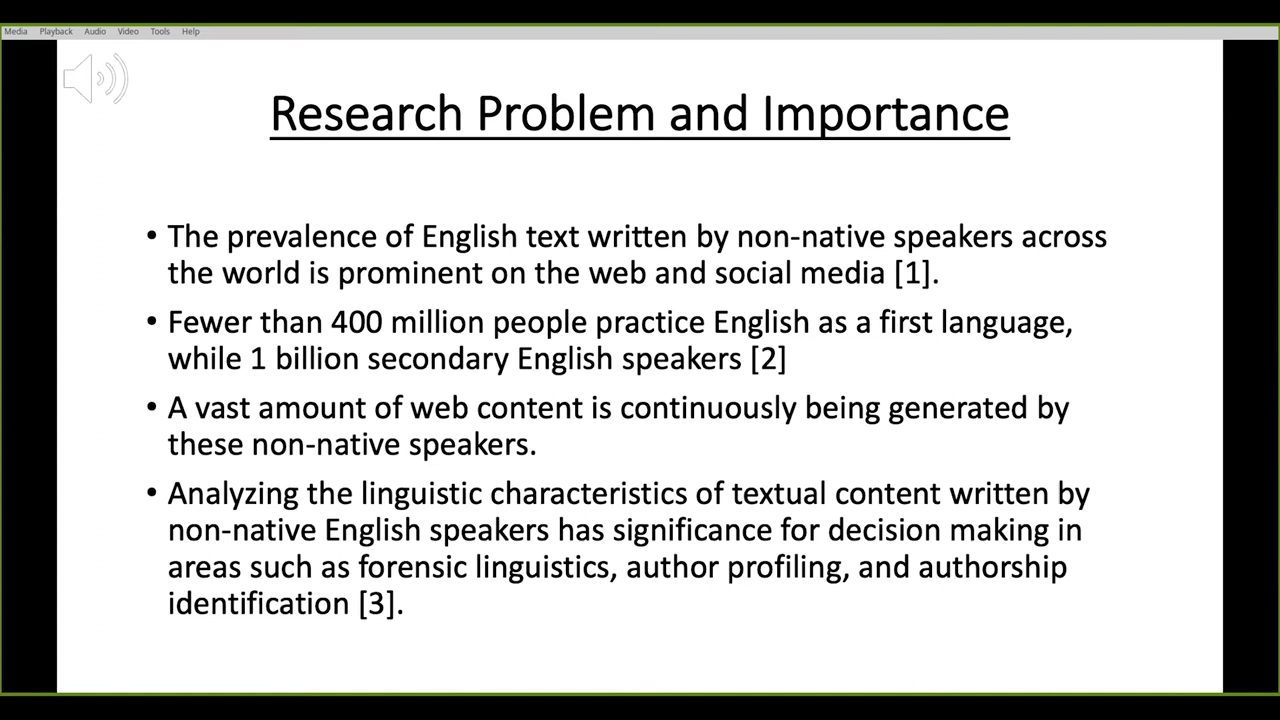 Media Playback Audio Video Tools Help
Research Problem and Importance
• The prevalence of English text written by non-native speakers across
the world is prominent on the web and social media [1].
• Fewer than 400 million people practice English as a first language,
while 1 billion secondary English speakers [2]
• A vast amount of web content is continuously being generated by
these non-native speakers.
• Analyzing the linguistic characteristics of textual content written by
non-native English speakers has significance for decision making in
areas such as forensic linguistics, author profiling, and authorship
identification [3].